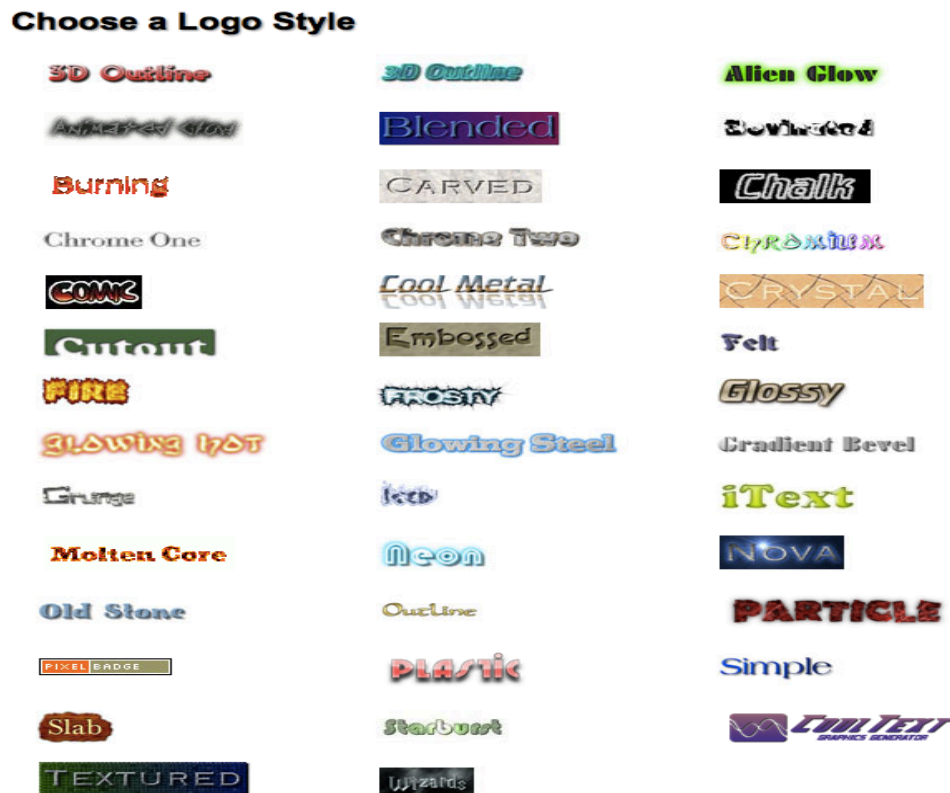 Choose a Logo Style
3D Outline 3D Outline Alien Glow
Animated Glow Blended Bovinated
Burning CARVED Chalk
Chrome One Chrome Two CHROMIUM
COMIC Cool Metal CRYSTAL
Cutout Embossed Felt
FIRE FROSTY Glossy
GLOWING HOT Glowing Steel Gradient Bevel
Grunge Iced iText
Molten Core Neon NOVA
Old Stone Outline PARTICLE
PIXEL BADGE PLASTIC Simple
Slab Starburst COOLTEXT
GRAPHICS GENERATOR
TEXTURED Wizards